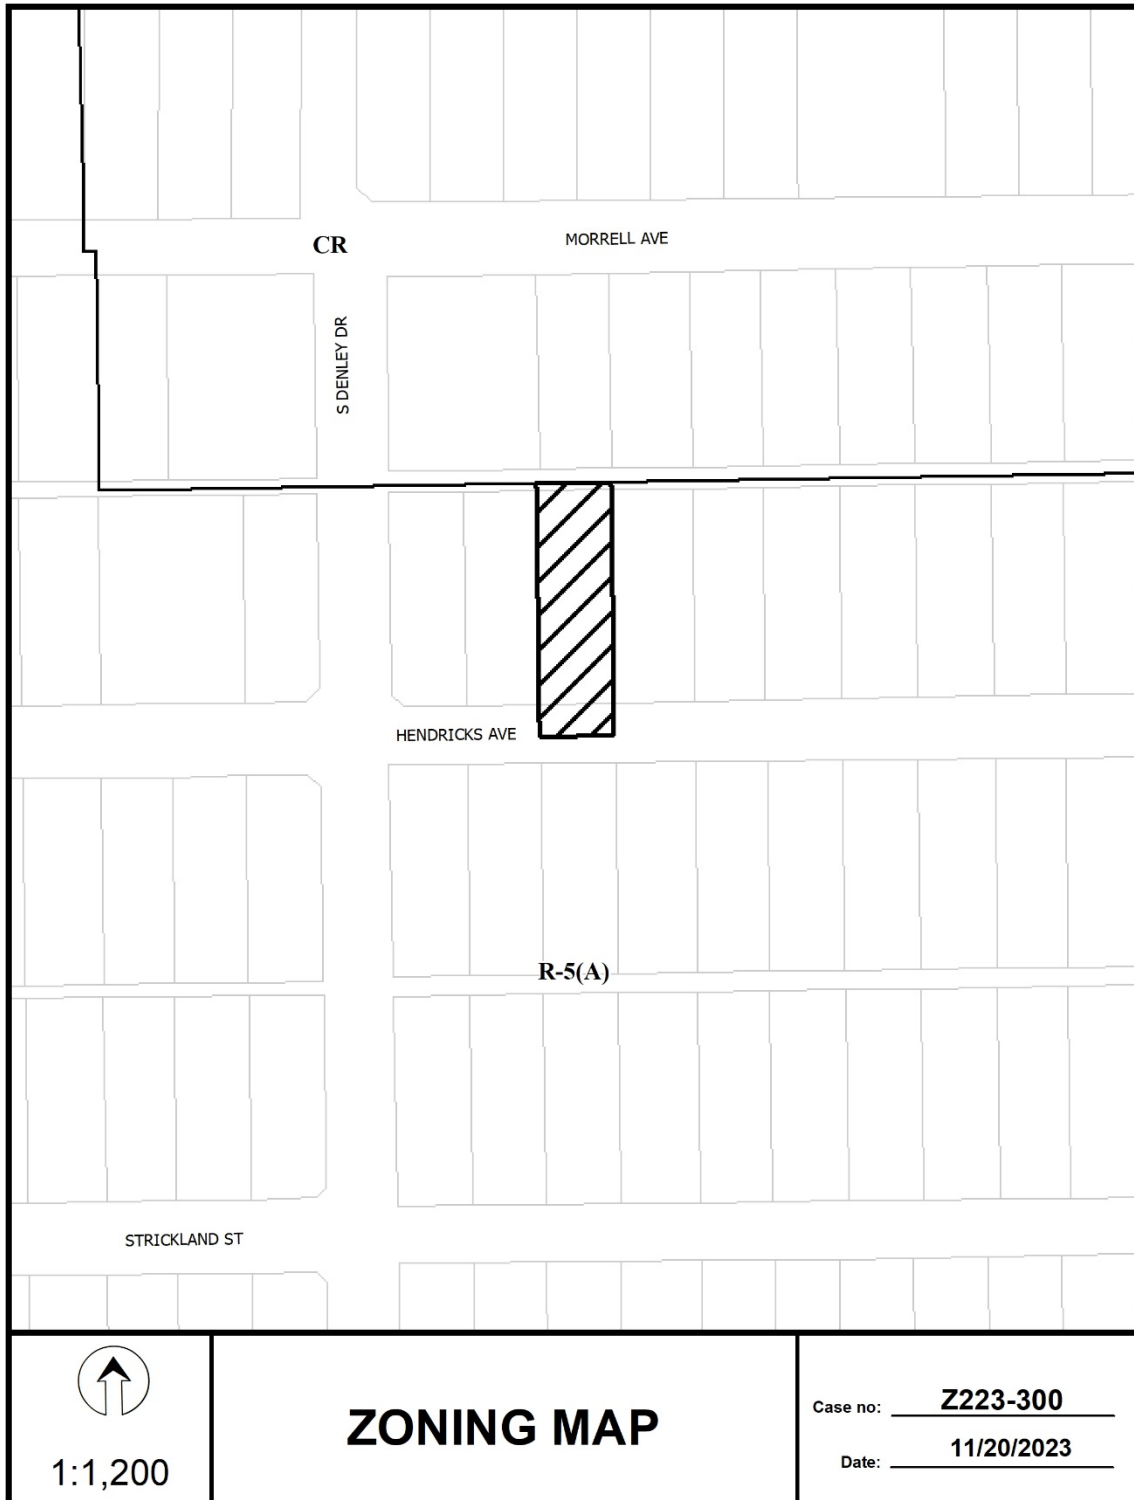 CR
MORRELL AVE
S DENLEY DR
HENDRICKS AVE
R-5(A)
STRICKLAND ST
1:1,200
ZONING MAP
Case no: Z223-300
Date: 11/20/2023